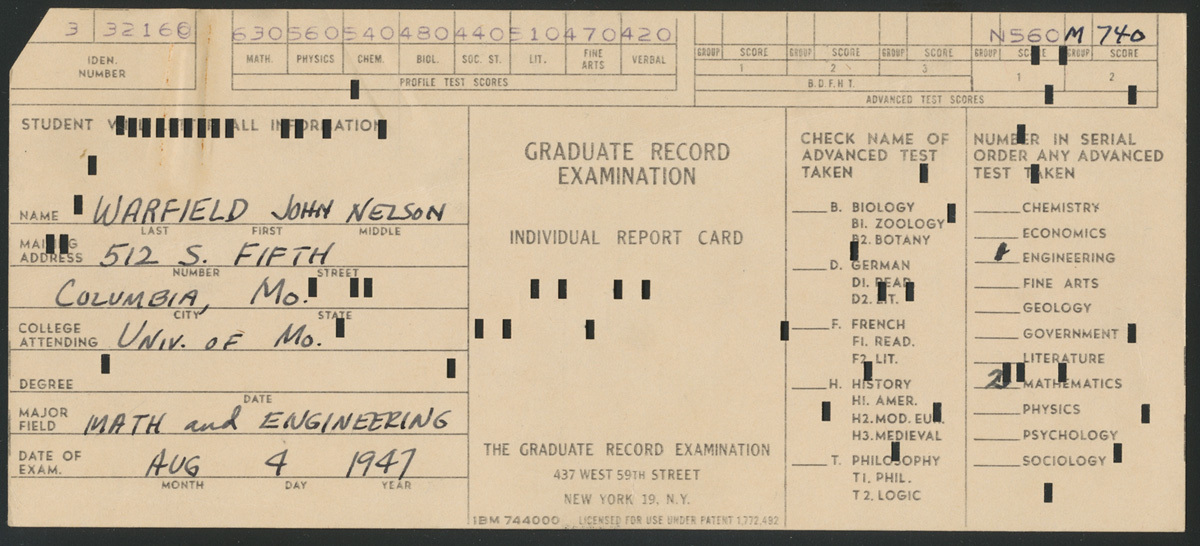 3 32166 630 560 540 480 440 510 470 420 N560 M 740
IDEN. NUMBER
MATH. PHYSICS CHEM. BIOL. SOC. ST. LIT. FINE ARTS VERBAL
PROFILE TEST SCORES
GROUP SCORE GROUP SCORE GROUP SCORE
1 2 3
B.D.F.H.T.
GROUP SCORE GROUP SCORE
1 2
ADVANCED TEST SCORES
STUDENT ALL INFORMATION
NAME WARFIELD JOHN NELSON
LAST FIRST MIDDLE
MAILING ADDRESS 512 S. FIFTH
NUMBER STREET
COLUMBIA, MO.
CITY STATE
COLLEGE ATTENDING UNIV. OF MO.
DEGREE
DATE
MAJOR FIELD MATH and ENGINEERING
DATE OF EXAM. AUG 4 1947
MONTH DAY YEAR
GRADUATE RECORD
EXAMINATION
INDIVIDUAL REPORT CARD
THE GRADUATE RECORD EXAMINATION
437 WEST 59TH STREET
NEW YORK 19, N.Y.
IBM 744000 LICENSED FOR USE UNDER PATENT 1,772,492
CHECK NAME OF
ADVANCED TEST
TAKEN
B. BIOLOGY
B1. ZOOLOGY
B2. BOTANY
D. GERMAN
D1. READ.
D2. LIT.
F. FRENCH
F1. READ.
F2. LIT.
H. HISTORY
H1. AMER.
H2. MOD. EUR.
H3. MEDIEVAL
T. PHILOSOPHY
T1. PHIL.
T2. LOGIC
NUMBER IN SERIAL
ORDER ANY ADVANCED
TEST TAKEN
CHEMISTRY
ECONOMICS
1 ENGINEERING
FINE ARTS
GEOLOGY
GOVERNMENT
LITERATURE
2 MATHEMATICS
PHYSICS
PSYCHOLOGY
SOCIOLOGY